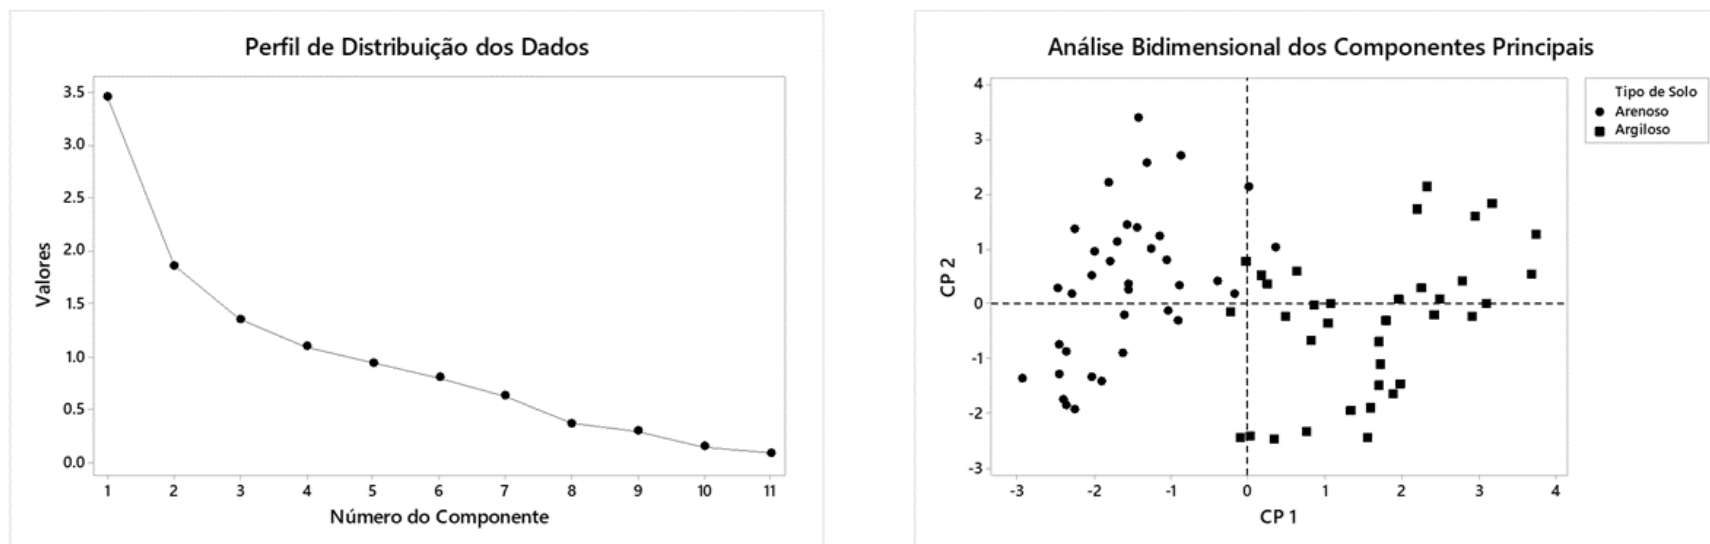 Perfil de Distribuição dos Dados
Valores
3.5
3.0
2.5
2.0
1.5
1.0
0.5
0.0
1 2 3 4 5 6 7 8 9 10 11
Número do Componente
Análise Bidimensional dos Componentes Principais
CP 2
4
3
2
1
0
-1
-2
-3
-3 -2 -1 0 1 2 3 4
CP 1
Tipo de Solo
Arenoso
Argiloso